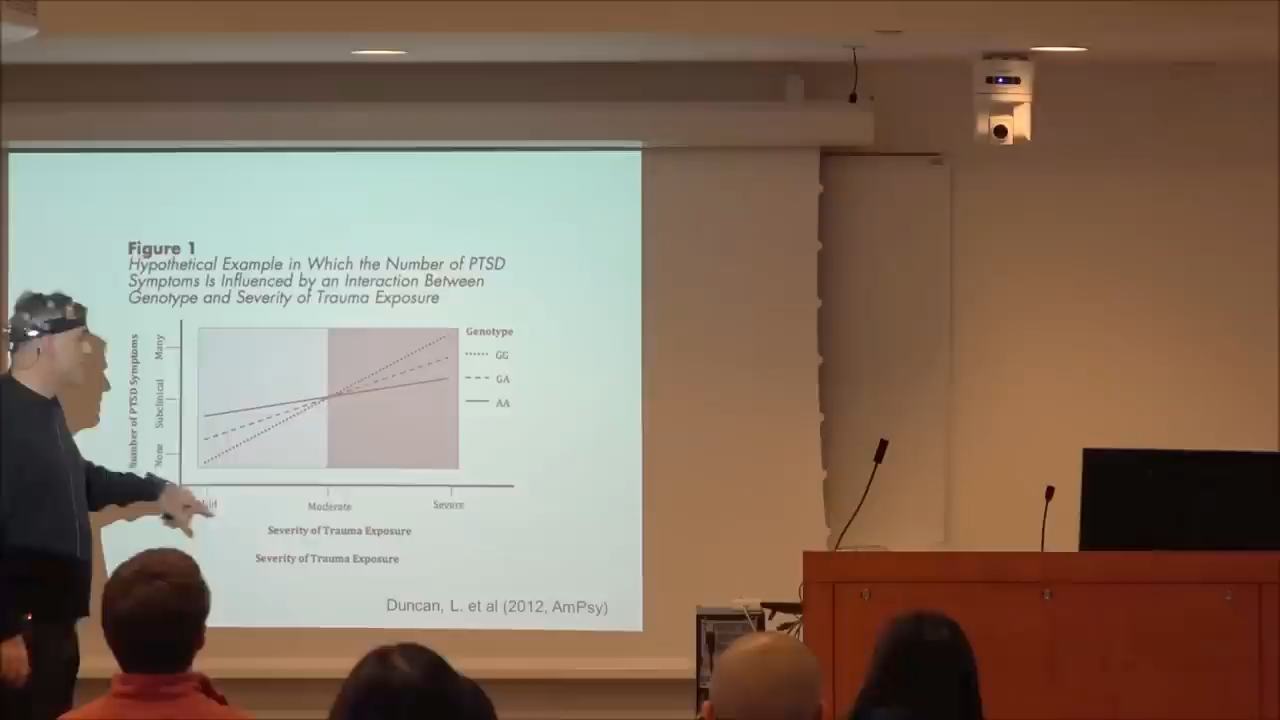 Figure 1
Hypothetical Example in Which the Number of PTSD
Symptoms Is Influenced by an Interaction Between
Genotype and Severity of Trauma Exposure
Number of PTSD Symptoms
Many
Subclinical
None
Genotype
GG
GA
AA
Moderate
Severe
Severity of Trauma Exposure
Severity of Trauma Exposure
Duncan, L. et al (2012, AmPsy)